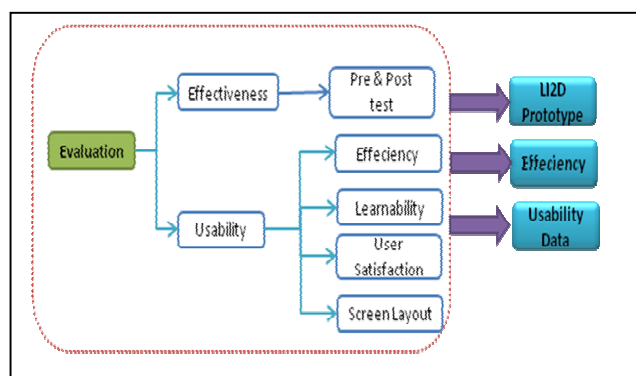 Evaluation
Effectiveness
Pre & Post
test
Usability
Effeciency
Learnability
User
Satisfaction
Screen Layout
LI2D
Prototype
Effeciency
Usability
Data